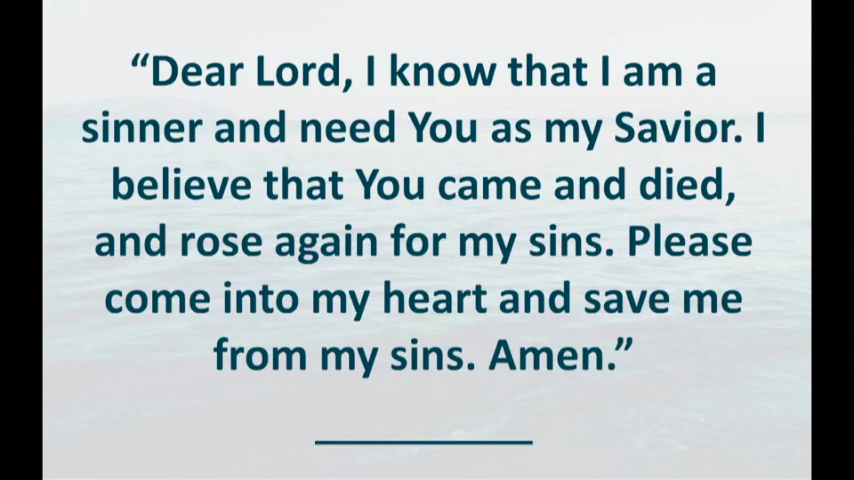 “Dear Lord, I know that I am a
sinner and need You as my Savior. I
believe that You came and died,
and rose again for my sins. Please
come into my heart and save me
from my sins. Amen.”